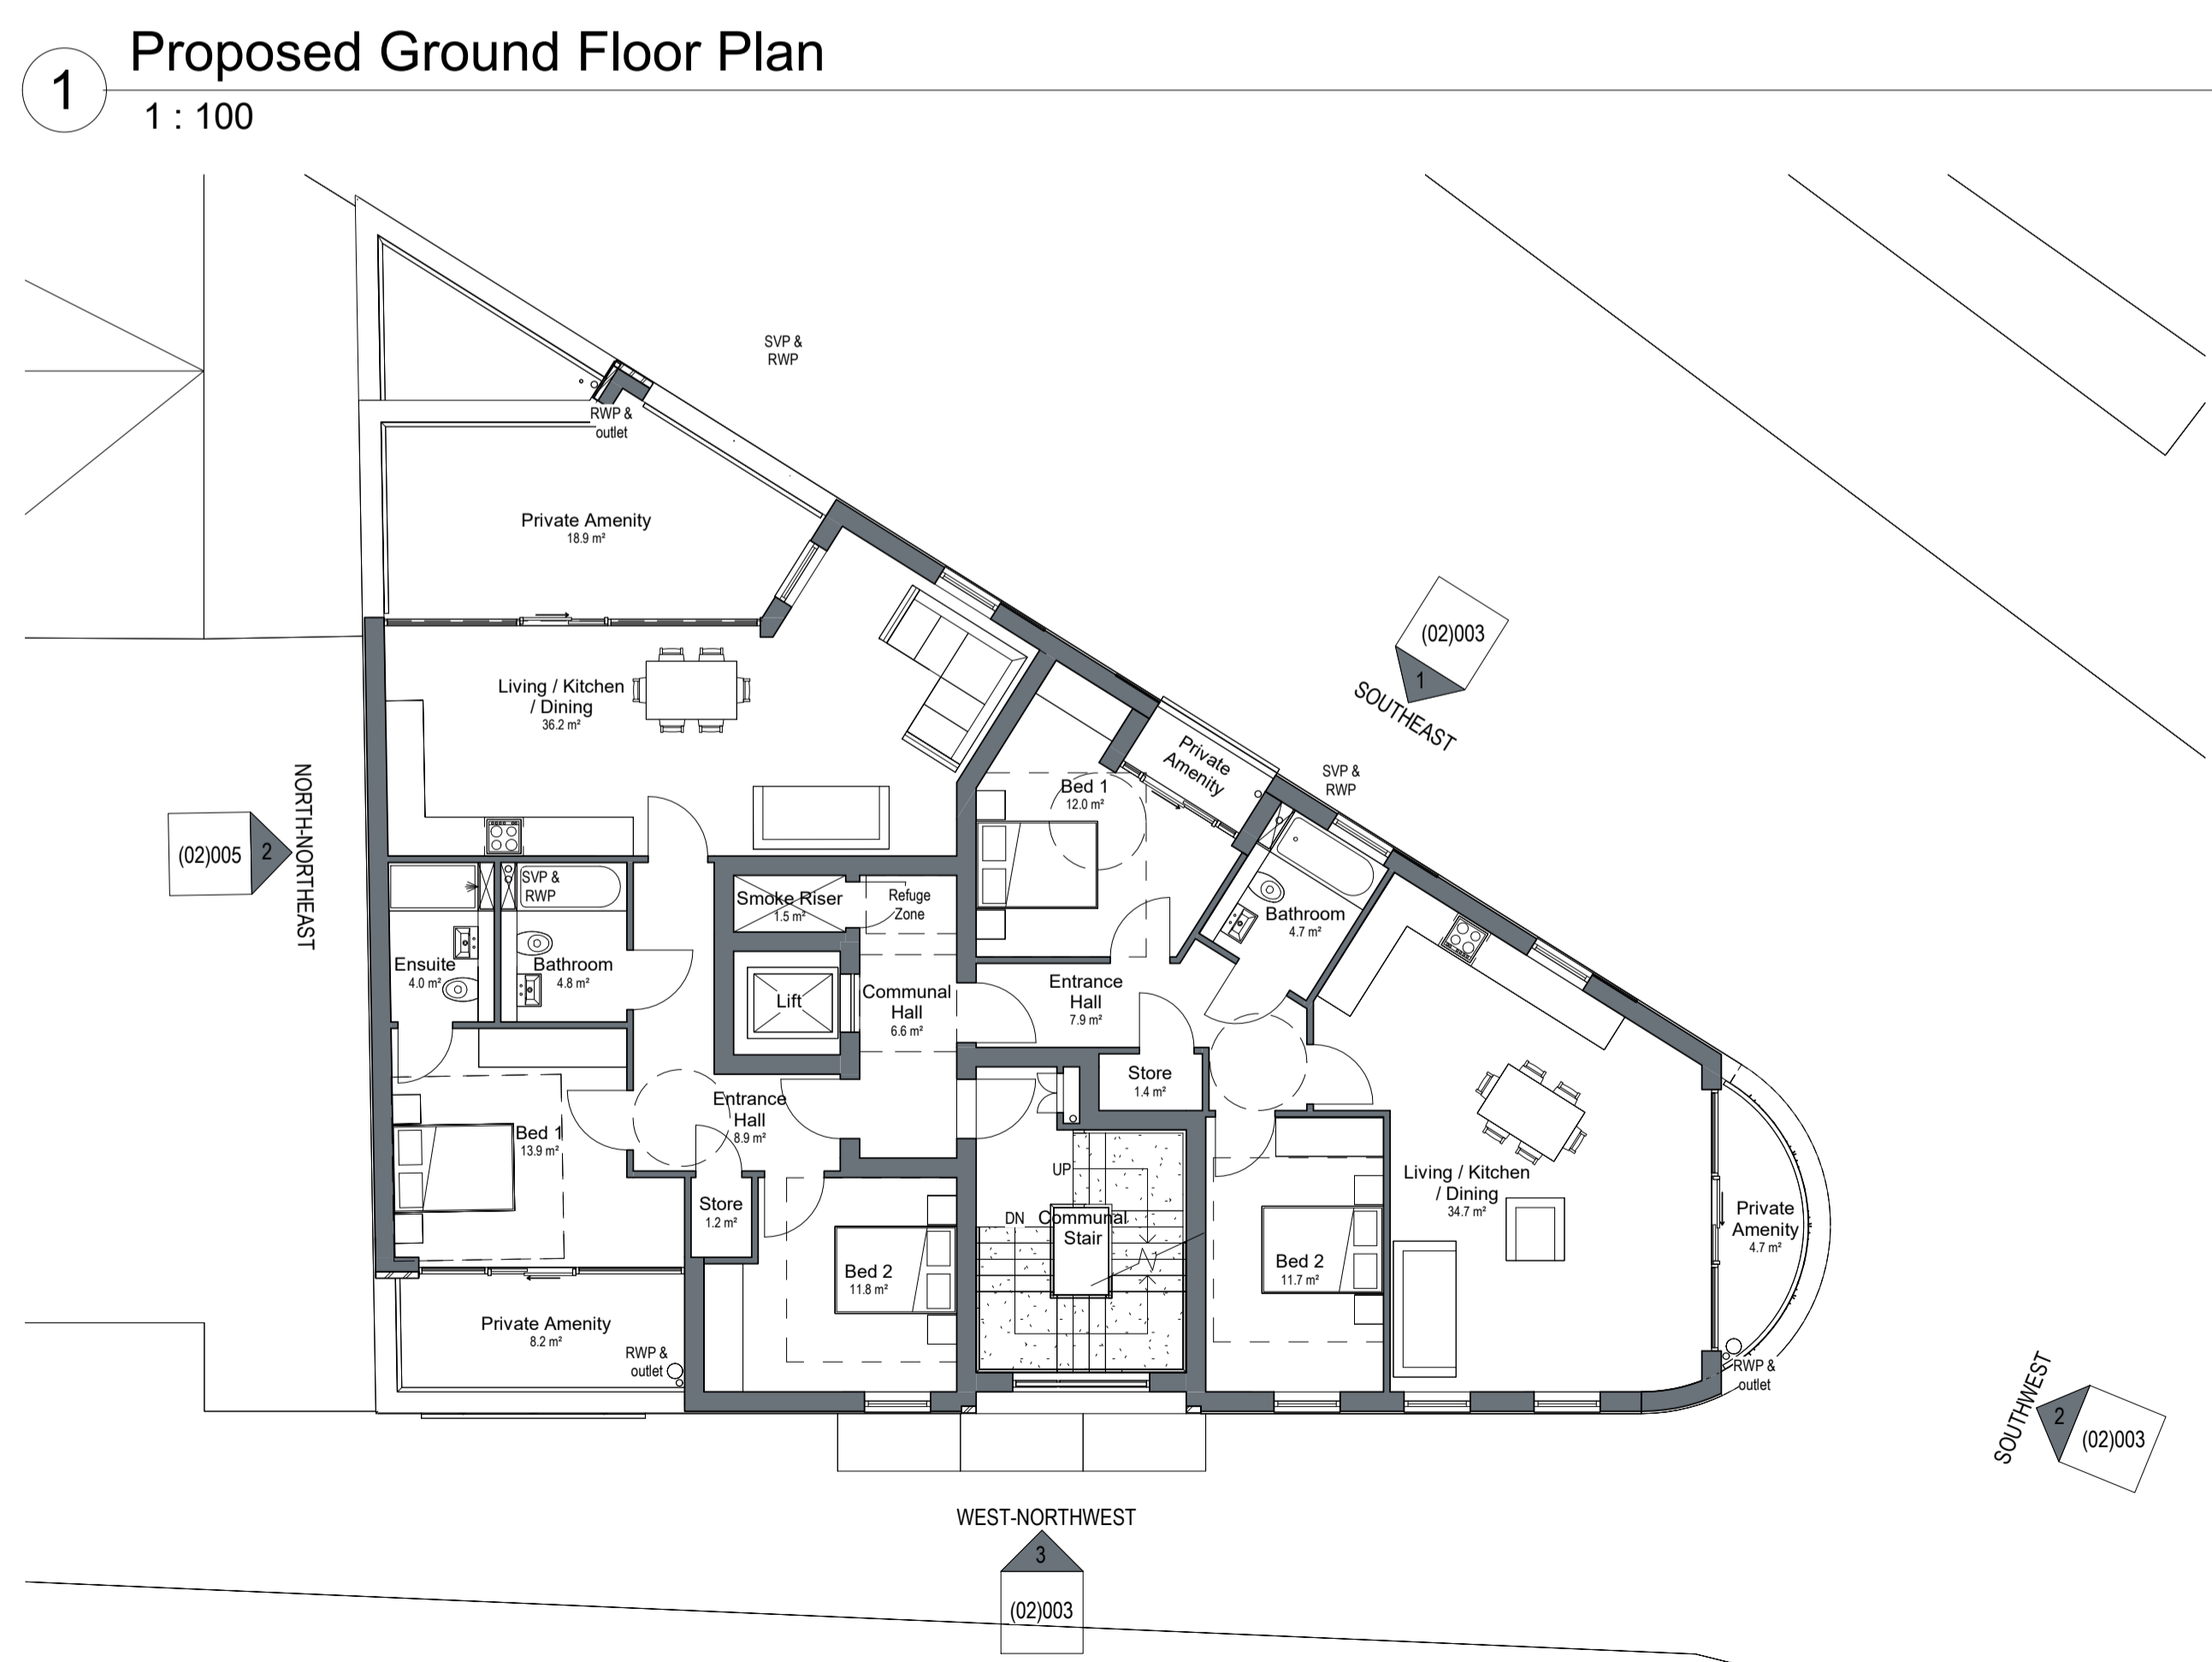 1
Proposed Ground Floor Plan
1 : 100
SVP &
RWP
RWP &
outlet
Private Amenity
18.9 m²
(02)003
1
SOUTHEAST
Living / Kitchen
/ Dining
36.2 m²
Private
Amenity
SVP &
RWP
Bed 1
12.0 m²
NORTH-NORTHEAST
(02)005
2
SVP &
RWP
Smoke Riser
1.5 m²
Refuge
Zone
Bathroom
4.7 m²
Ensuite
4.0 m²
Bathroom
4.8 m²
Lift
Communal
Hall
6.6 m²
Entrance
Hall
7.9 m²
Store
1.4 m²
Entrance
Hall
8.9 m²
Bed 1
13.9 m²
UP
Store
1.2 m²
DN
Communal
Stair
Living / Kitchen
/ Dining
34.7 m²
Private
Amenity
4.7 m²
Bed 2
11.8 m²
Bed 2
11.7 m²
Private Amenity
8.2 m²
RWP &
outlet
RWP &
outlet
SOUTHWEST
2
(02)003
WEST-NORTHWEST
3
(02)003